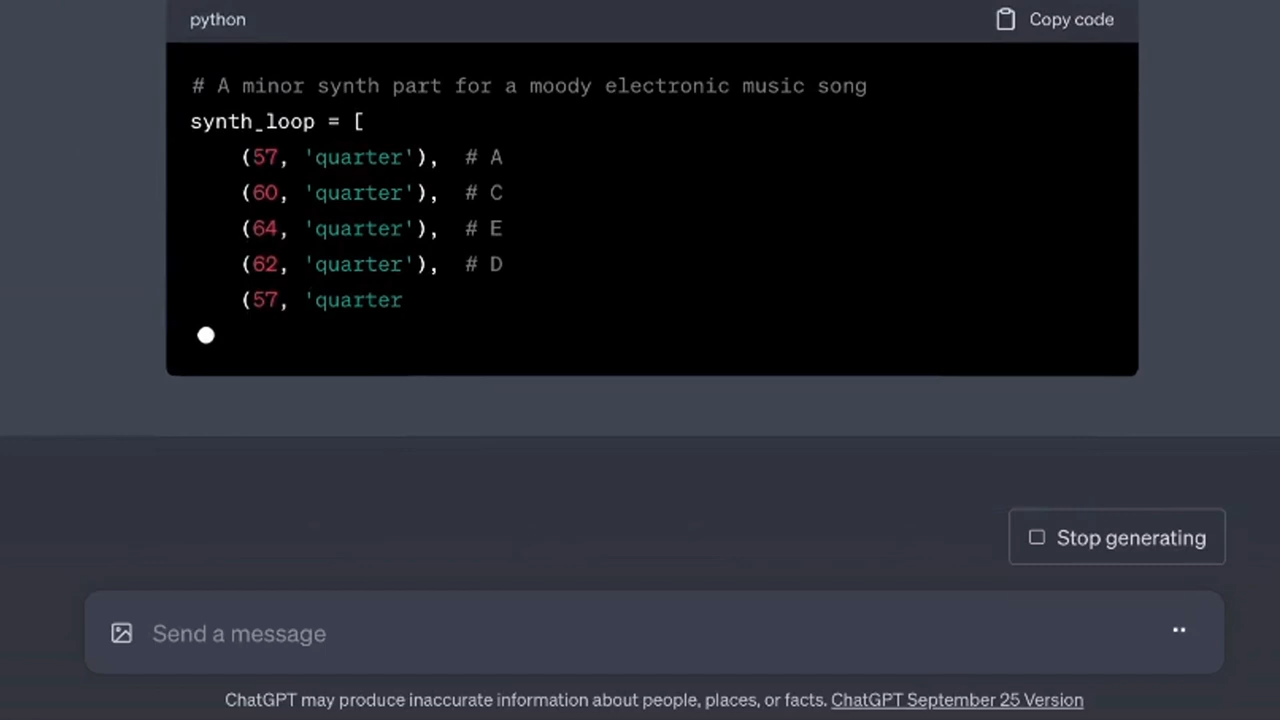 python
Copy code
# A minor synth part for a moody electronic music song
synth_loop = [
(57, 'quarter'), # A
(60, 'quarter'), # C
(64, 'quarter'), # E
(62, 'quarter'), # D
(57, 'quarter
Stop generating
Send a message
ChatGPT may produce inaccurate information about people, places, or facts. ChatGPT September 25 Version